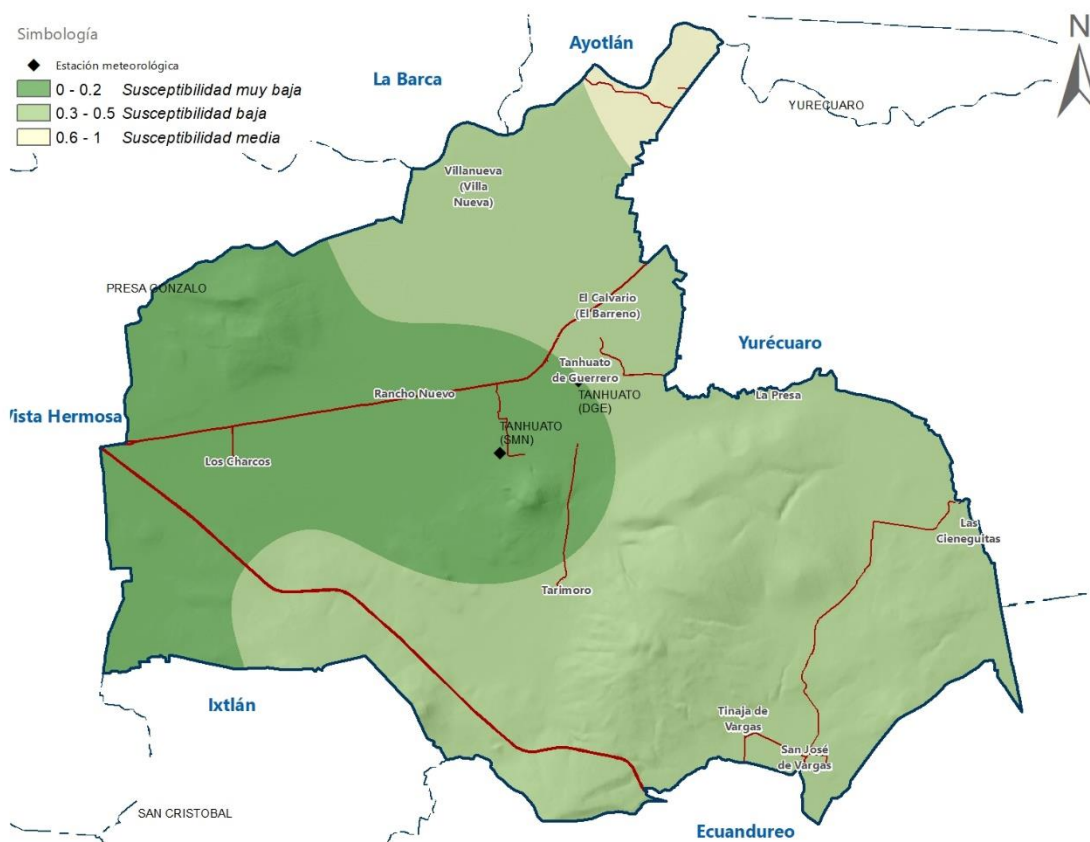 Simbología
Estación meteorológica
0 - 0.2 Susceptibilidad muy baja
0.3 - 0.5 Susceptibilidad baja
0.6 - 1 Susceptibilidad media
Ayotlán
La Barca
N
YURECUARO
Villanueva
(Villa
Nueva)
PRESA GONZALO
El Calvario
(El Barreno)
Yurécuaro
Tanhuato
de Guerrero
Rancho Nuevo
TANHUATO
(DGE)
La Presa
Vista Hermosa
TANHUATO
(SMN)
Los Charcos
Las
Cieneguitas
Tarimoro
Ixtlán
Tinaja de
Vargas
San José
de Vargas
SAN CRISTOBAL
Ecuandureo